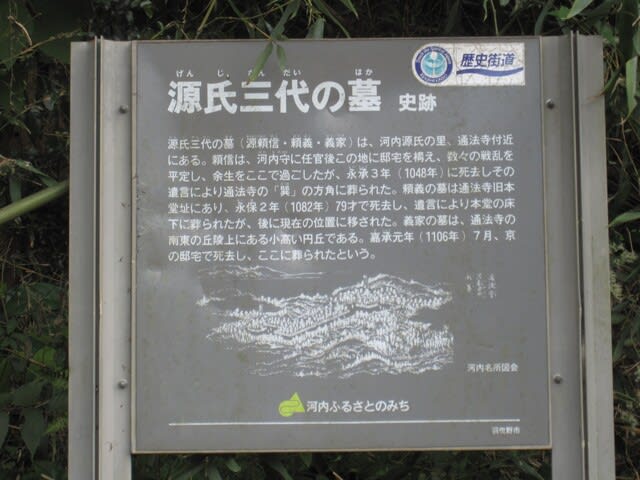 歴史街道
げんじさんだい はか
源氏三代の墓 史跡
源氏三代の墓（源頼信・頼義・義家）は、河内源氏の里、通法寺付近
にある。頼信は、河内守に任官後この地に邸宅を構え、数々の戦乱を
平定し、余生をここで過ごしたが、永承３年（1048年）に死去しその
遺言により通法寺の「巽」の方角に葬られた。頼義の墓は通法寺旧本
堂址にあり、永保２年（1082年）79才で死去し、遺言により本堂の床
下に葬られたが、後に現在の位置に移された。義家の墓は、通法寺の
南東の丘陵上にある小高い円丘である。嘉承元年（1106年）７月、京
の邸宅で死去し、ここに葬られたという。
河内名所図会
河内ふるさとのみち
羽曳野市